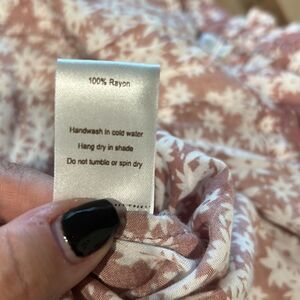 100% Rayon
Handwash in cold water
Hang dry in shade
Do not tumble or spin dry